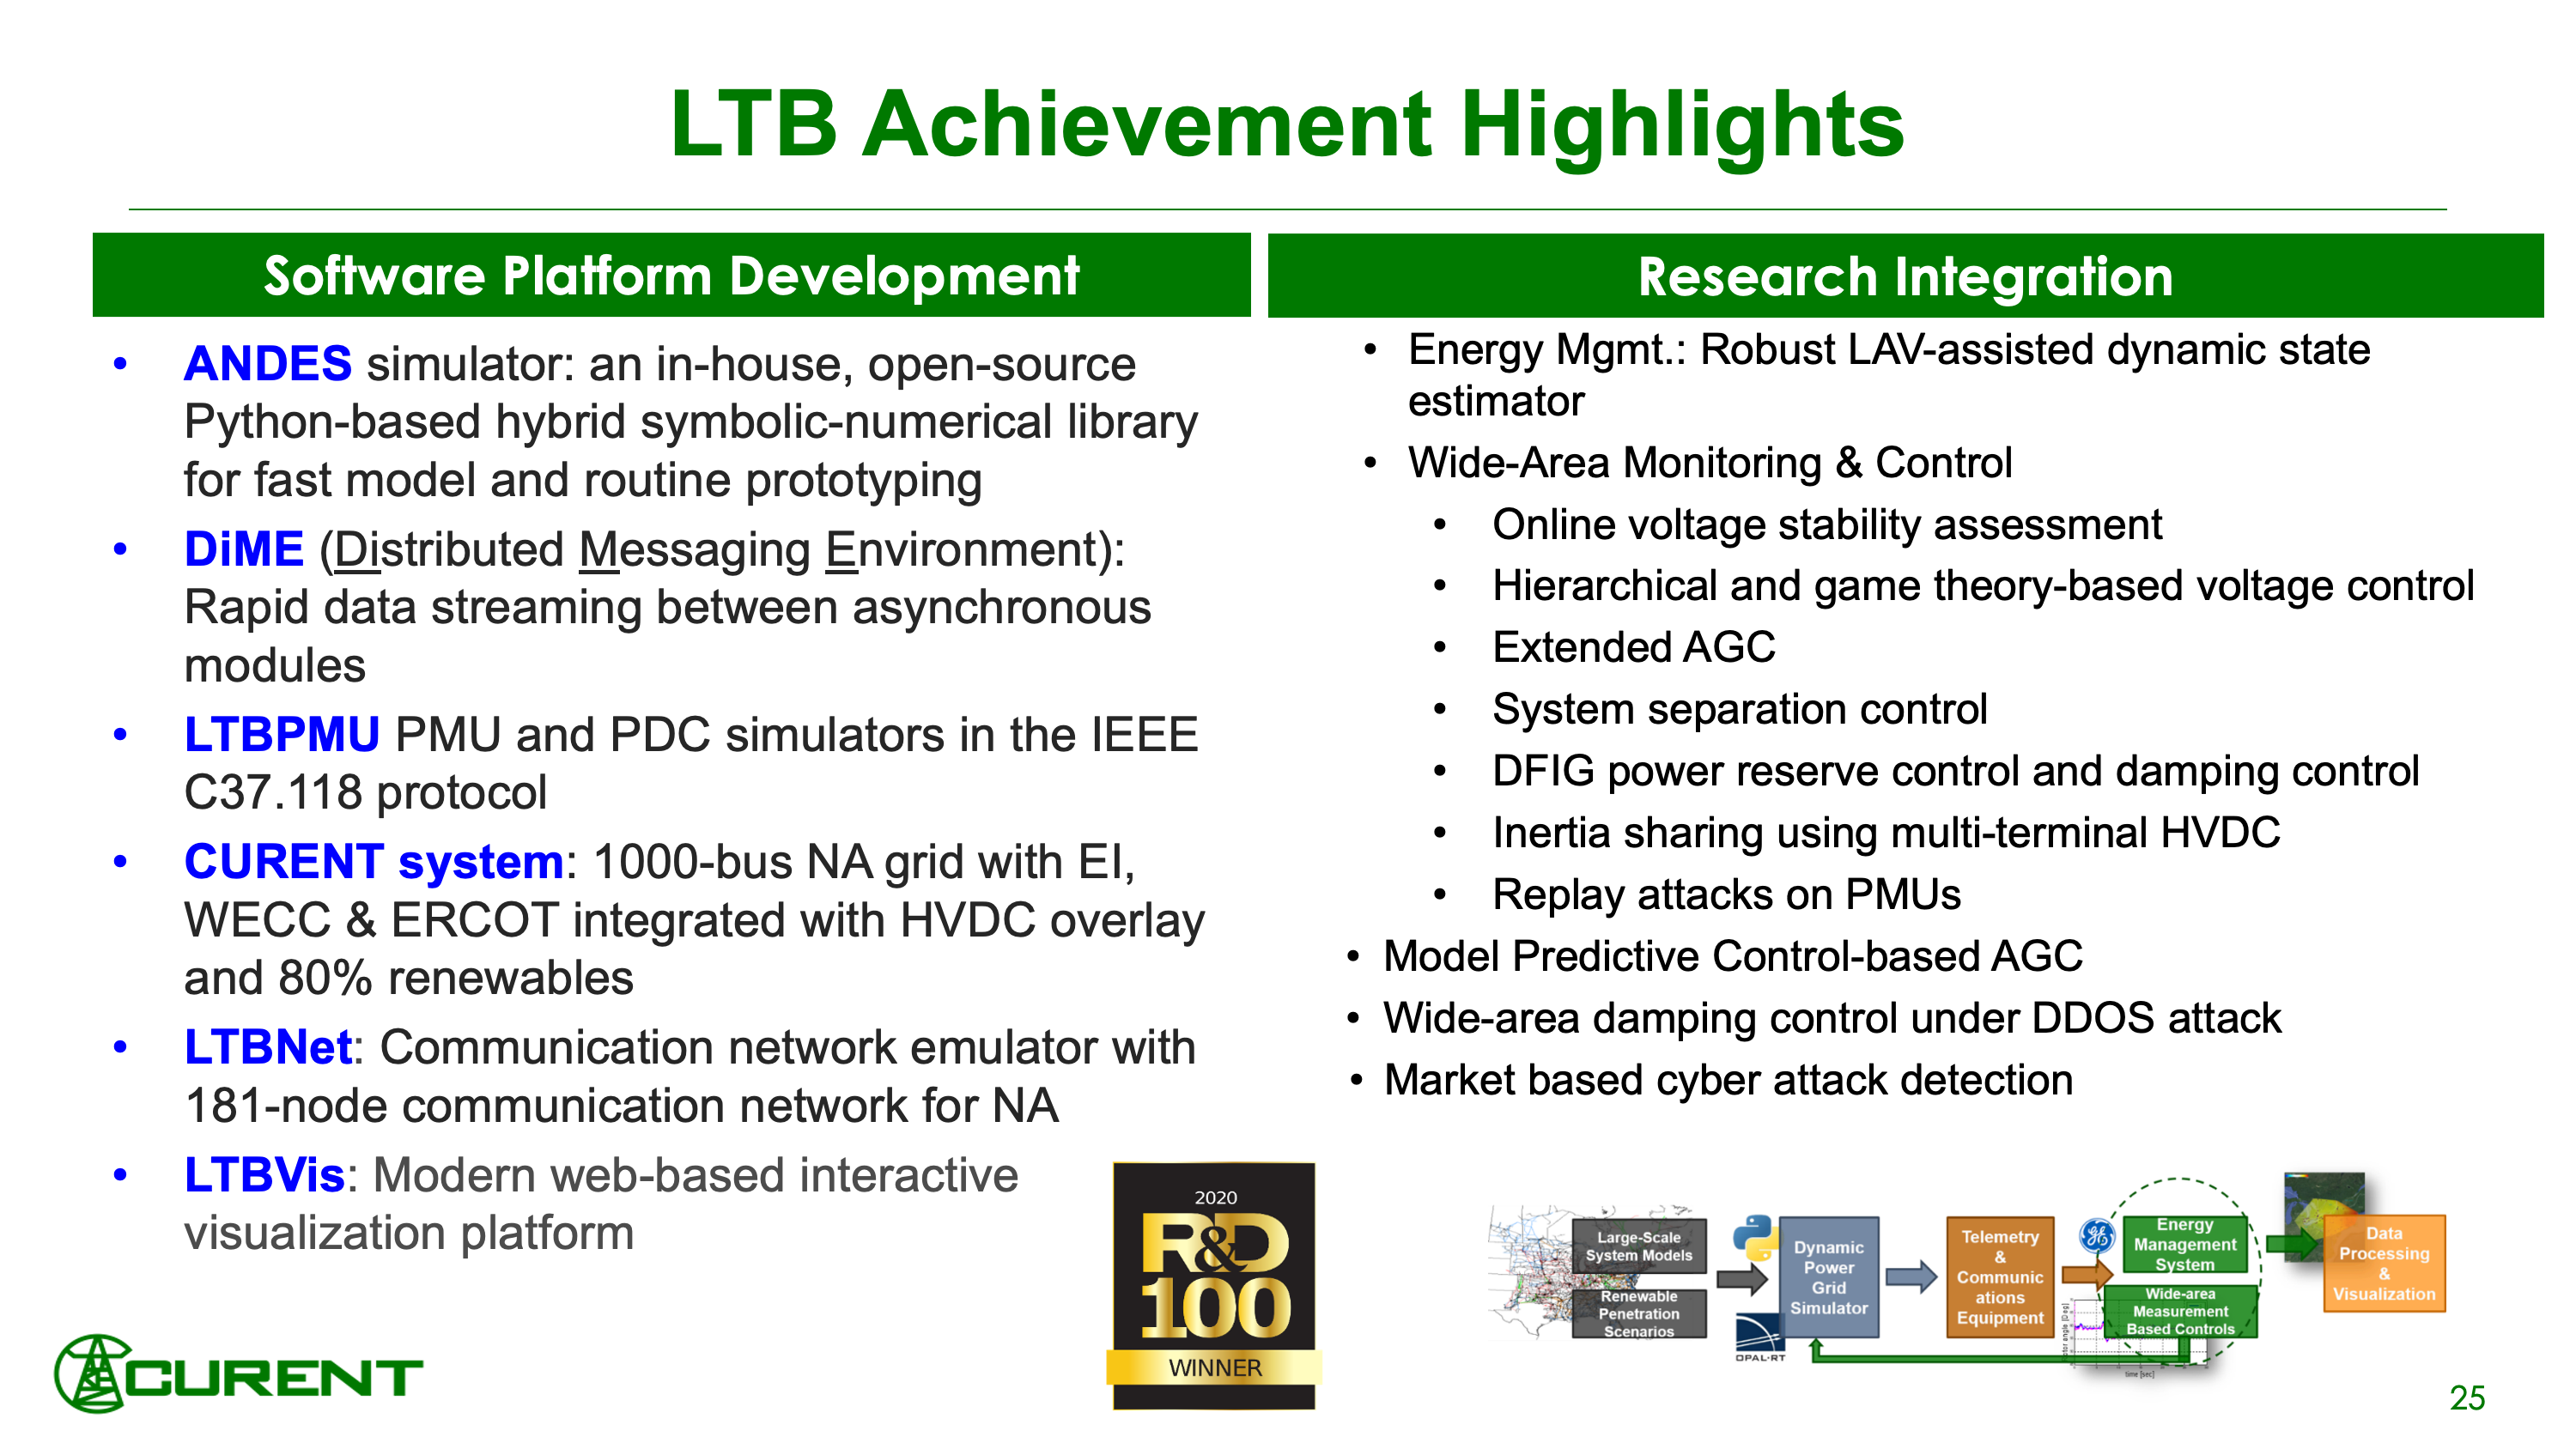 LTB Achievement Highlights
Software Platform Development
• ANDES simulator: an in-house, open-source
Python-based hybrid symbolic-numerical library
for fast model and routine prototyping
• DiME (Distributed Messaging Environment):
Rapid data streaming between asynchronous
modules
• LTBPMU PMU and PDC simulators in the IEEE
C37.118 protocol
• CURENT system: 1000-bus NA grid with EI,
WECC & ERCOT integrated with HVDC overlay
and 80% renewables
• LTBNet: Communication network emulator with
181-node communication network for NA
• LTBVis: Modern web-based interactive
visualization platform
Research Integration
• Energy Mgmt.: Robust LAV-assisted dynamic state
estimator
• Wide-Area Monitoring & Control
• Online voltage stability assessment
• Hierarchical and game theory-based voltage control
• Extended AGC
• System separation control
• DFIG power reserve control and damping control
• Inertia sharing using multi-terminal HVDC
• Replay attacks on PMUs
• Model Predictive Control-based AGC
• Wide-area damping control under DDOS attack
• Market based cyber attack detection
2020
R&D
100
WINNER
Large-Scale
System Models
Renewable
Penetration
Scenarios
Dynamic
Power
Grid
Simulator
OPAL-RT
Telemetry
&
Communic
ations
Equipment
Energy
Management
System
Wide-area
Measurement
Based Controls
time [sec]
Data
Processing
&
Visualization
CURENT
25